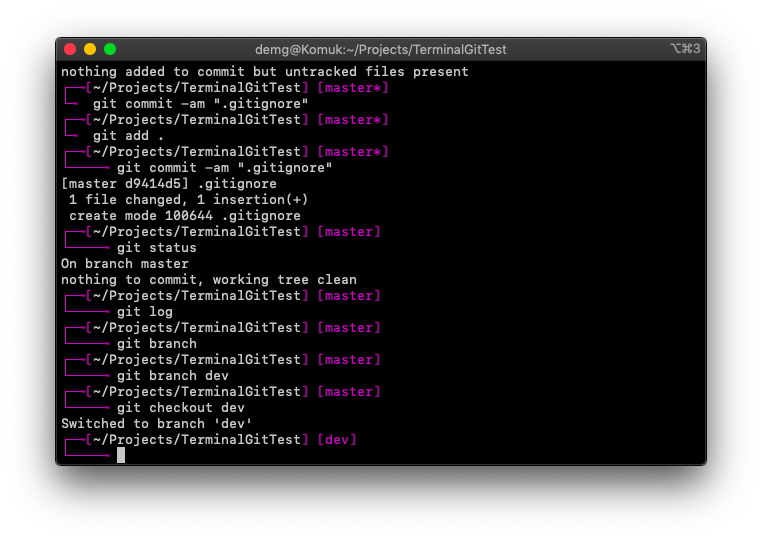 demg@Komuk:~/Projects/TerminalGitTest ⌥⌘3
nothing added to commit but untracked files present
[~/Projects/TerminalGitTest] [master*]
git commit -am ".gitignore"
[~/Projects/TerminalGitTest] [master*]
git add .
[~/Projects/TerminalGitTest] [master*]
git commit -am ".gitignore"
[master d9414d5] .gitignore
1 file changed, 1 insertion(+)
create mode 100644 .gitignore
[~/Projects/TerminalGitTest] [master]
git status
On branch master
nothing to commit, working tree clean
[~/Projects/TerminalGitTest] [master]
git log
[~/Projects/TerminalGitTest] [master]
git branch
[~/Projects/TerminalGitTest] [master]
git branch dev
[~/Projects/TerminalGitTest] [master]
git checkout dev
Switched to branch 'dev'
[~/Projects/TerminalGitTest] [dev]